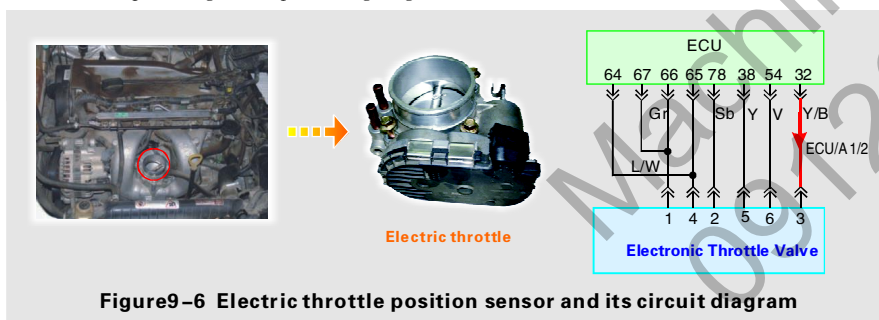 ECU
64 67 66 65 78 38 54 32
Gr Sb Y V Y/B
ECU/A1/2
L/W
1 4 2 5 6 3
Electronic Throttle Valve
Electric throttle
Figure9-6 Electric throttle position sensor and its circuit diagram